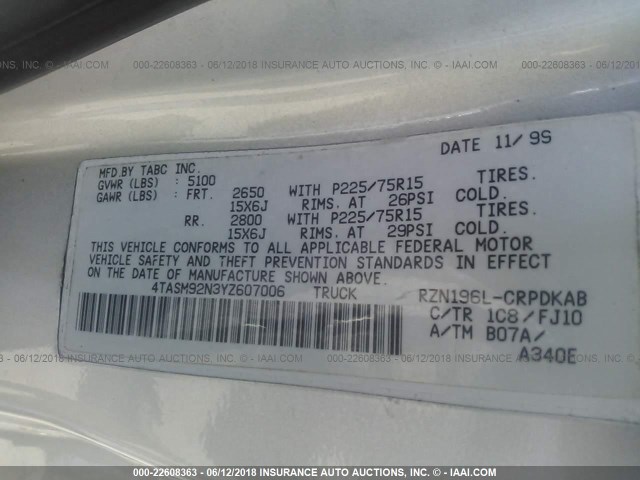 000-22608363 - 06/12/2018 INSURANCE AUTO AUCTIONS, INC. © - IAAI.COM
DATE 11/99
MFD.BY TABC INC.
GVWR (LBS) : 5100
GAWR (LBS) : FRT. 2650 WITH P225/75R15 TIRES.
15X6J RIMS. AT 26PSI COLD.
RR. 2800 WITH P225/75R15 TIRES.
15X6J RIMS. AT 29PSI COLD.
THIS VEHICLE CONFORMS TO ALL APPLICABLE FEDERAL MOTOR
VEHICLE SAFETY AND THEFT PREVENTION STANDARDS IN EFFECT
ON THE DATE OF MANUFACTURE SHOWN ABOVE.
4TASM92N3YZ607006 TRUCK RZN196L-CRPDKAB
C/TR 1C8/FJ10
A/TM B07A/
A340E
000-22608363 - 06/12/2018 INSURANCE AUTO AUCTIONS, INC. © - IAAI.COM
000-22608363 - 06/12/2018 INSURANCE AUTO AUCTIONS, INC. © - IAAI.COM